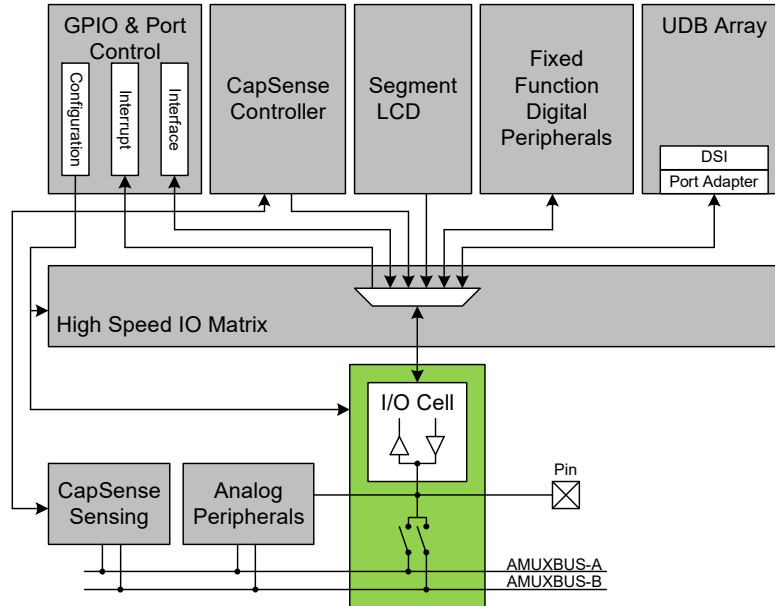 GPIO & Port
Control
Configuration
Interrupt
Interface
CapSense
Controller
Segment
LCD
Fixed
Function
Digital
Peripherals
UDB Array
DSI
Port Adapter
High Speed IO Matrix
I/O Cell
CapSense
Sensing
Analog
Peripherals
Pin
AMUXBUS-A
AMUXBUS-B